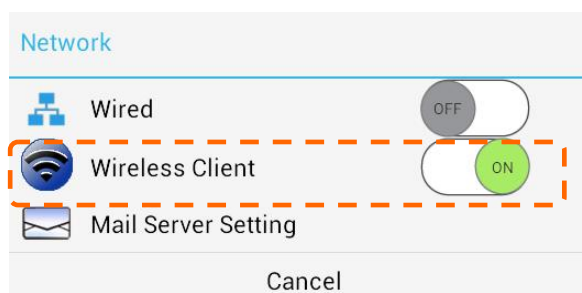 Network
Wired OFF
Wireless Client ON
Mail Server Setting
Cancel